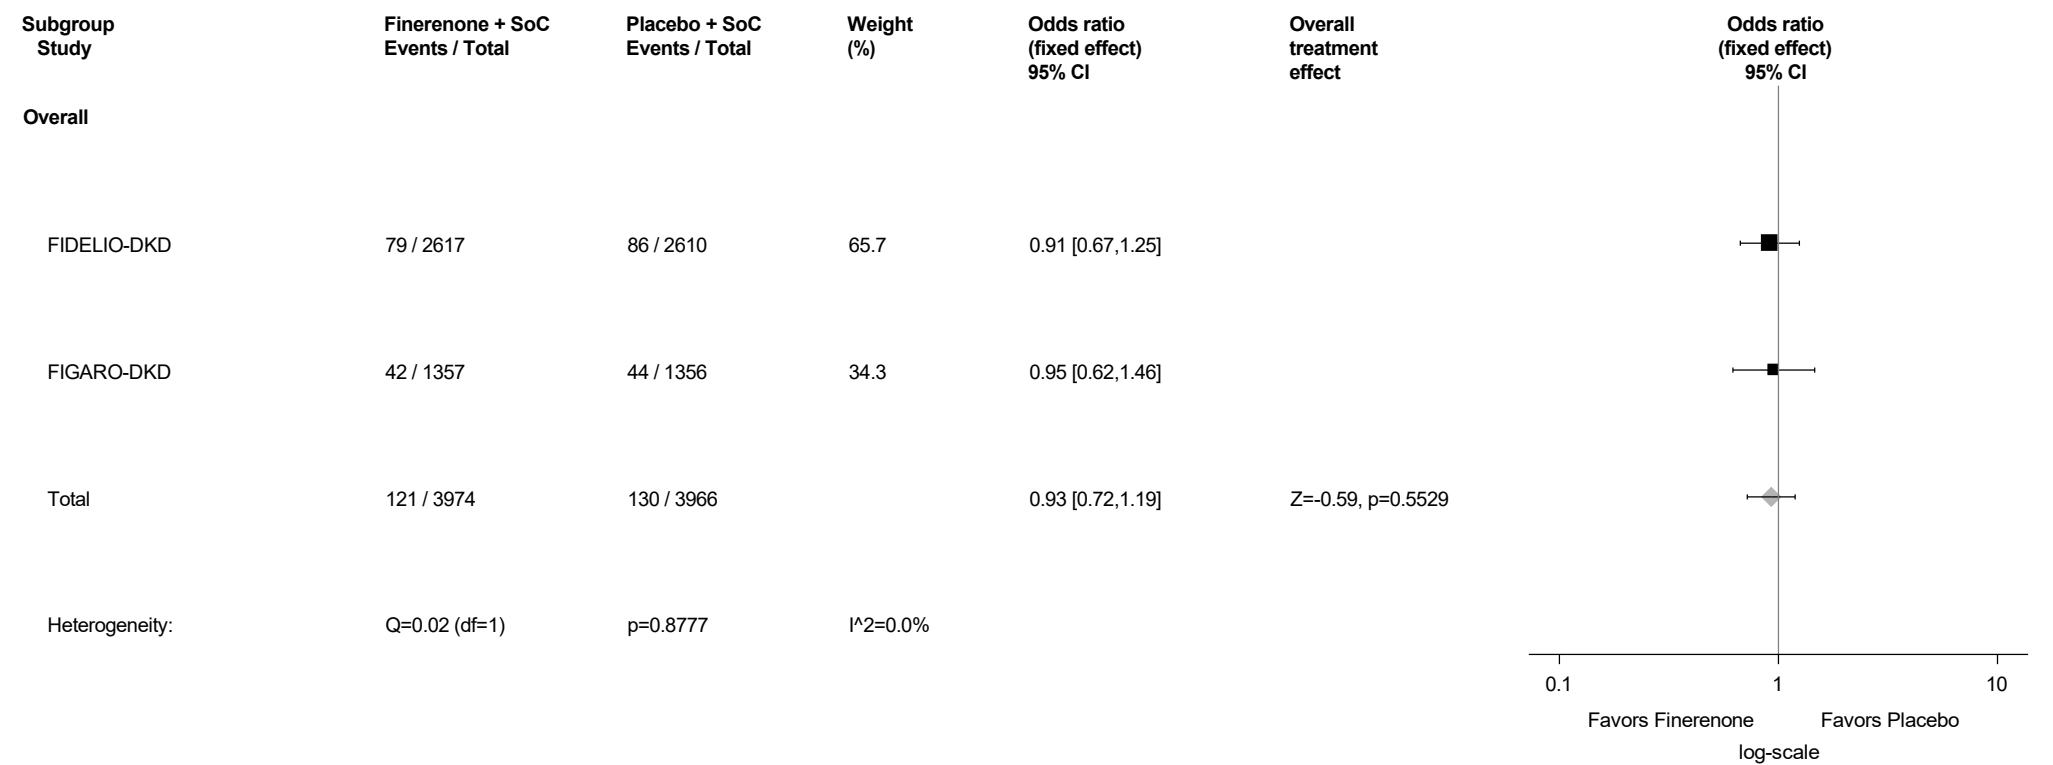 Subgroup Finerenone + SoC Placebo + SoC Weight Odds ratio Overall Odds ratio
Study Events / Total Events / Total (%) (fixed effect) treatment (fixed effect)
95% CI effect 95% CI
Overall
FIDELIO-DKD 79 / 2617 86 / 2610 65.7 0.91 [0.67,1.25]
FIGARO-DKD 42 / 1357 44 / 1356 34.3 0.95 [0.62,1.46]
Total 121 / 3974 130 / 3966 0.93 [0.72,1.19] Z=-0.59, p=0.5529
Heterogeneity: Q=0.02 (df=1) p=0.8777 I^2=0.0%
0.1 1 10
Favors Finerenone Favors Placebo
log-scale